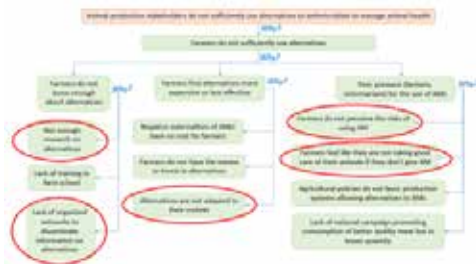 Animal production stakeholders do not sufficiently use alternatives to antimicrobials to manage animal health
Why?
Farmers do not sufficiently use alternatives
Why?
Why?
Why?
Farmers do not
know enough
about alternatives
Farmers find alternatives more
expensive or less effective
Peer pressure (farmers,
veterinarians) for the use of AMs
Not enough
research on
alternatives
Lack of training in
farm school
Lack of organized
networks to
disseminate
information on
alternatives
Negative externalities of AMs
have no cost for farmers
Farmers do not have the means
to invest in alternatives
Alternatives are not adapted to
their
Farmers do not perceive the risks of
using AM
Farmers feel like they are not taking good
care of their animals if they don't give AM
Agricultural policies do not favor production
systems allowing alternatives to AMs
Lack of national campaign promoting
consumption of better quality meat but in
lesser quantity